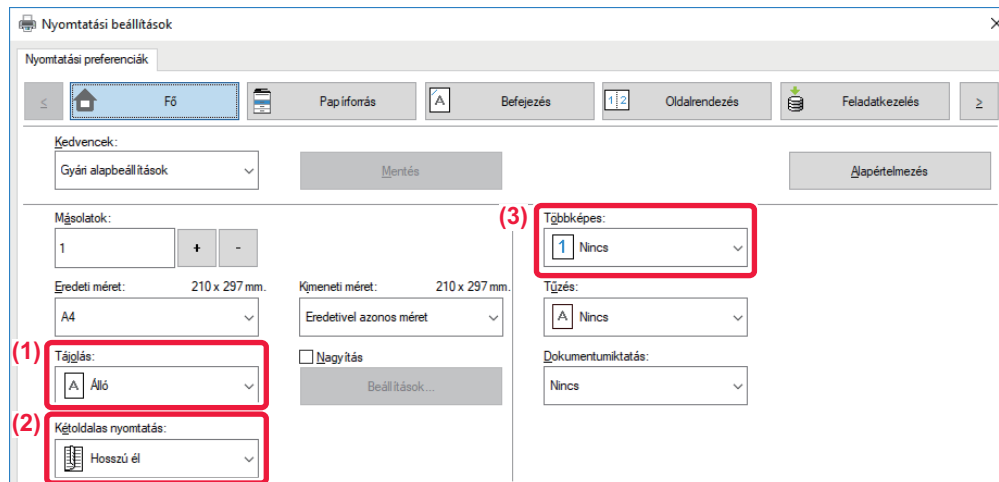 Nyomtatási beállítások
Nyomtatási preferenciák
< Fő Papírforrás A Befejezés 1 2 Oldalrendezés Feladatkezelés >
Kedvencek:
Gyári alapbeállítások Mentés Alapértelmezés
Másolatok: (3) Többképes:
1 + - 1 Nincs
Eredeti méret: 210 x 297 mm. Kimeneti méret: 210 x 297 mm. Tűzés:
A4 Eredetivel azonos méret A Nincs
(1) Tájolás: Nagyítás Dokumentumiktatás:
A Álló Beállítások... Nincs
(2) Kétoldalas nyomtatás:
Hosszú él